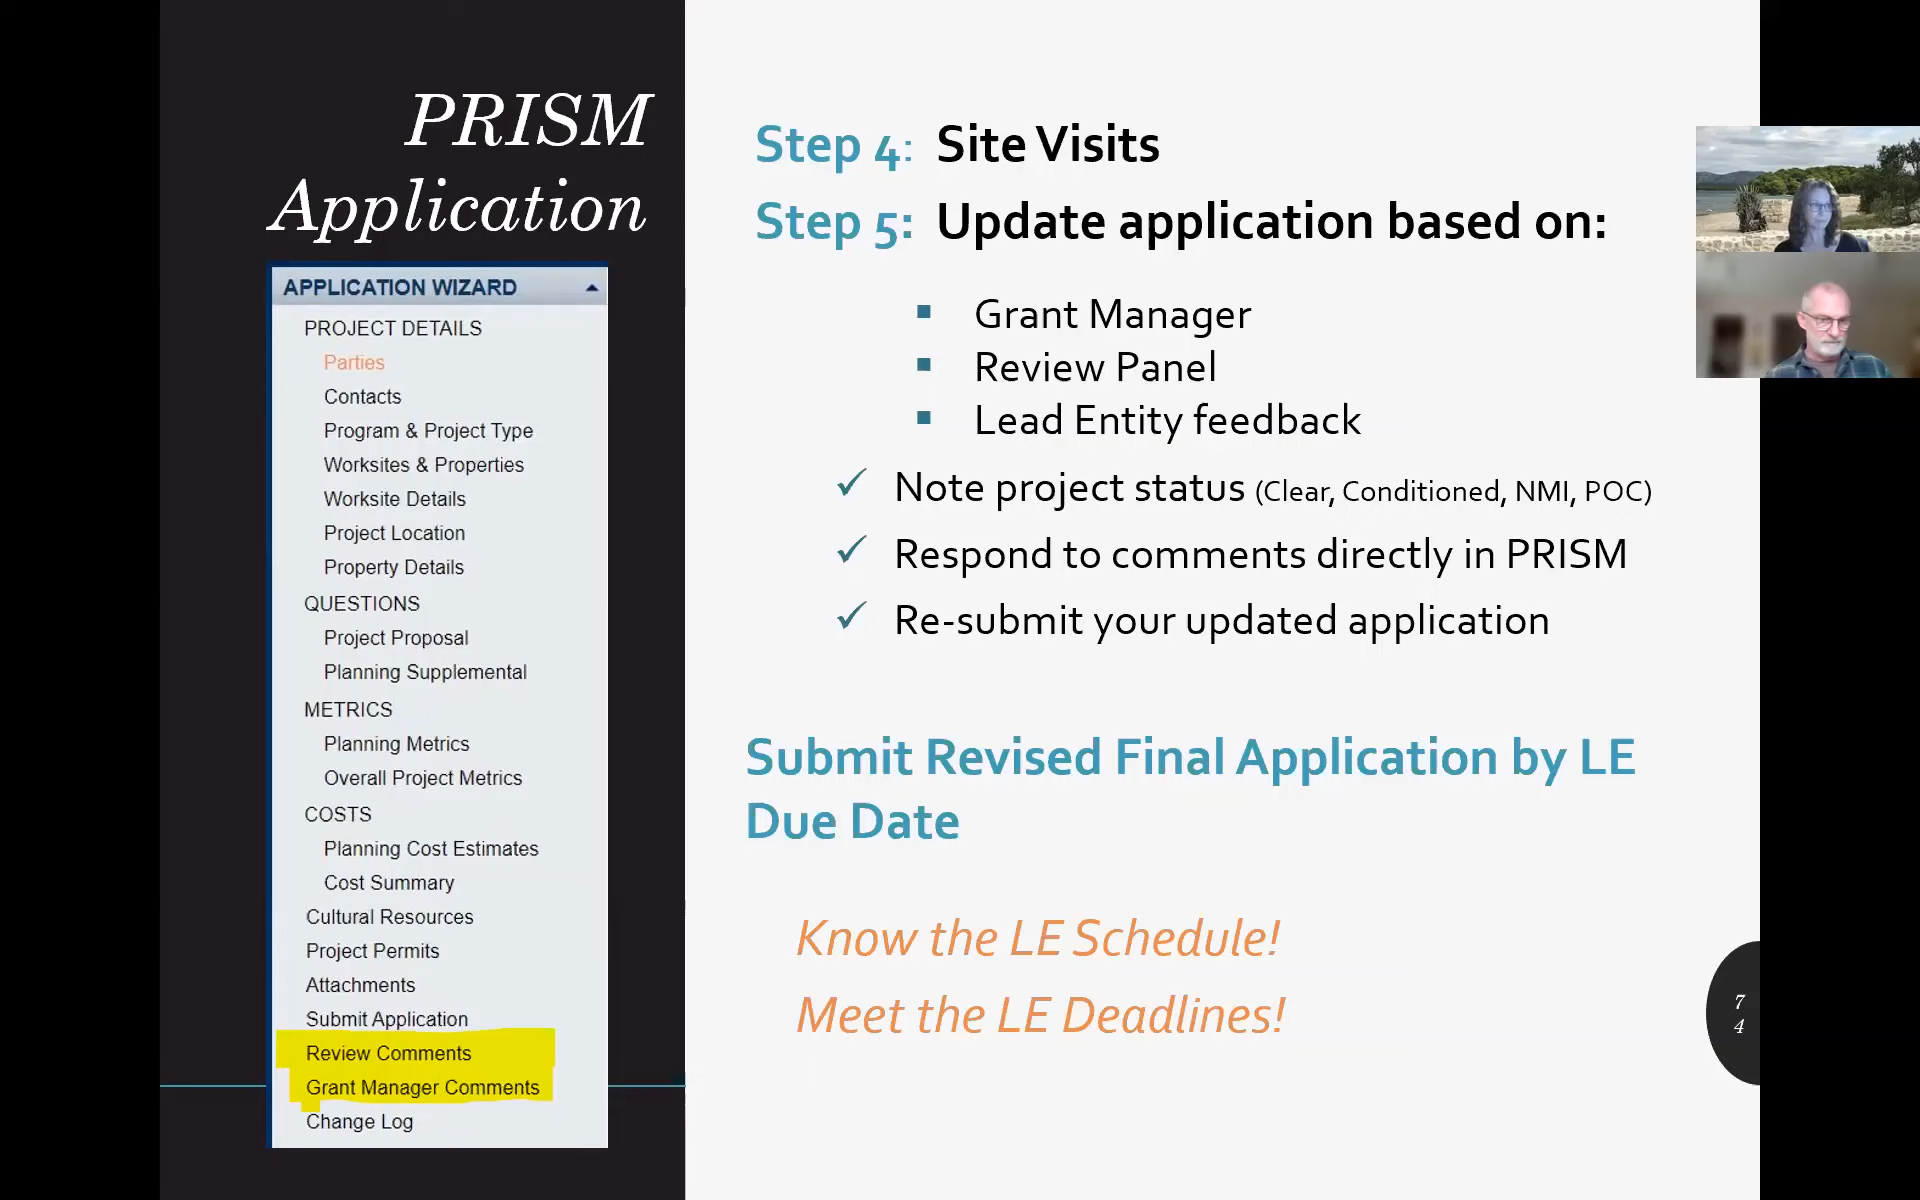 PRISM
Application
APPLICATION WIZARD
PROJECT DETAILS
Parties
Contacts
Program & Project Type
Worksites & Properties
Worksite Details
Project Location
Property Details
QUESTIONS
Project Proposal
Planning Supplemental
METRICS
Planning Metrics
Overall Project Metrics
COSTS
Planning Cost Estimates
Cost Summary
Cultural Resources
Project Permits
Attachments
Submit Application
Review Comments
Grant Manager Comments
Change Log
Step 4: Site Visits
Step 5: Update application based on:
Grant Manager
Review Panel
Lead Entity feedback
Note project status (Clear, Conditioned, NMI, POC)
Respond to comments directly in PRISM
Re-submit your updated application
Submit Revised Final Application by LE
Due Date
Know the LE Schedule!
Meet the LE Deadlines!
7
4